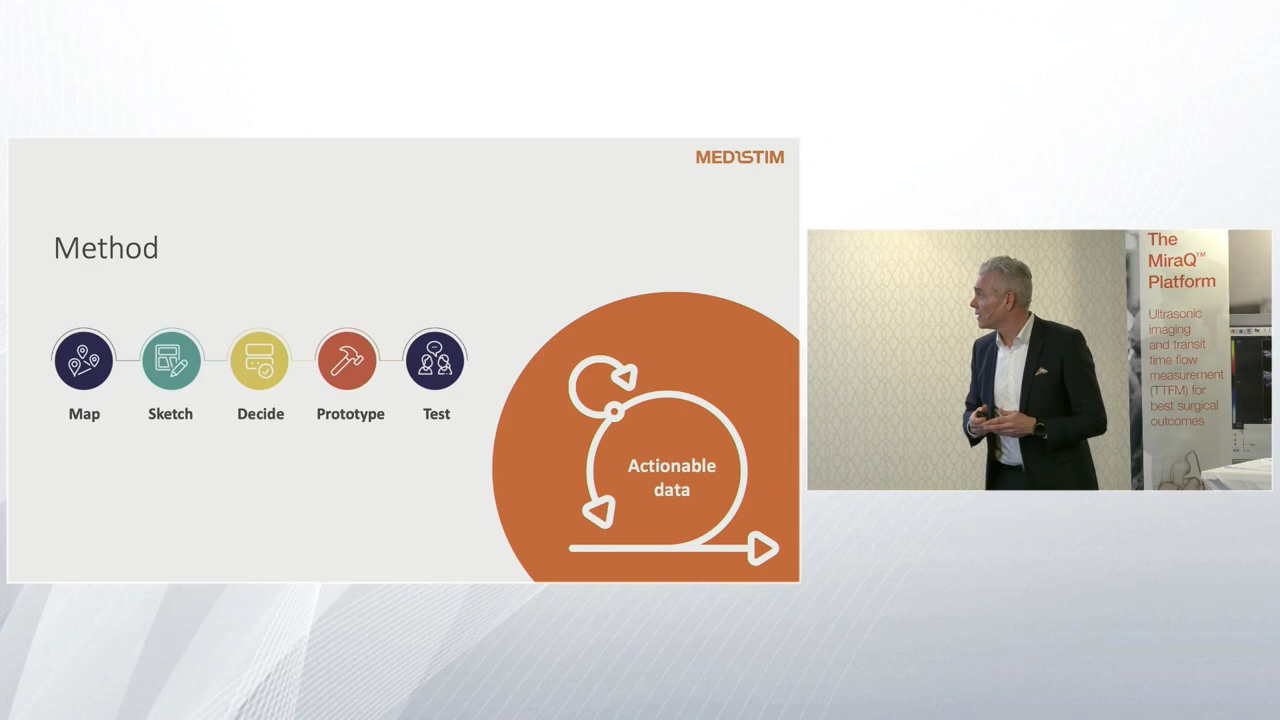 MEDISTIM
Method
Map
Sketch
Decide
Prototype
Test
Actionable
data
The
MiraQ™
Platform
Ultrasonic
imaging
and transit
time flow
measurement
(TTFM) for
best surgical
outcomes